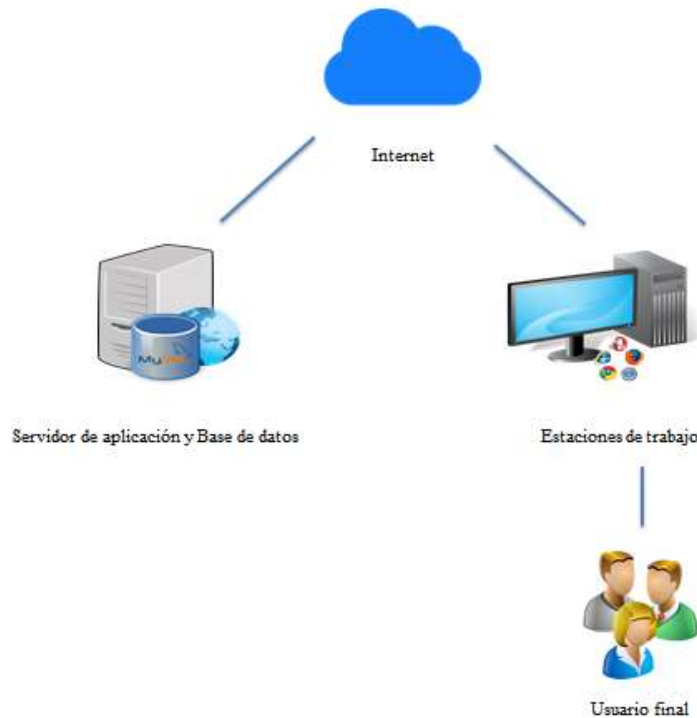 Internet
Servidor de aplicación y Base de datos
Estaciones de trabajo
Usuario final